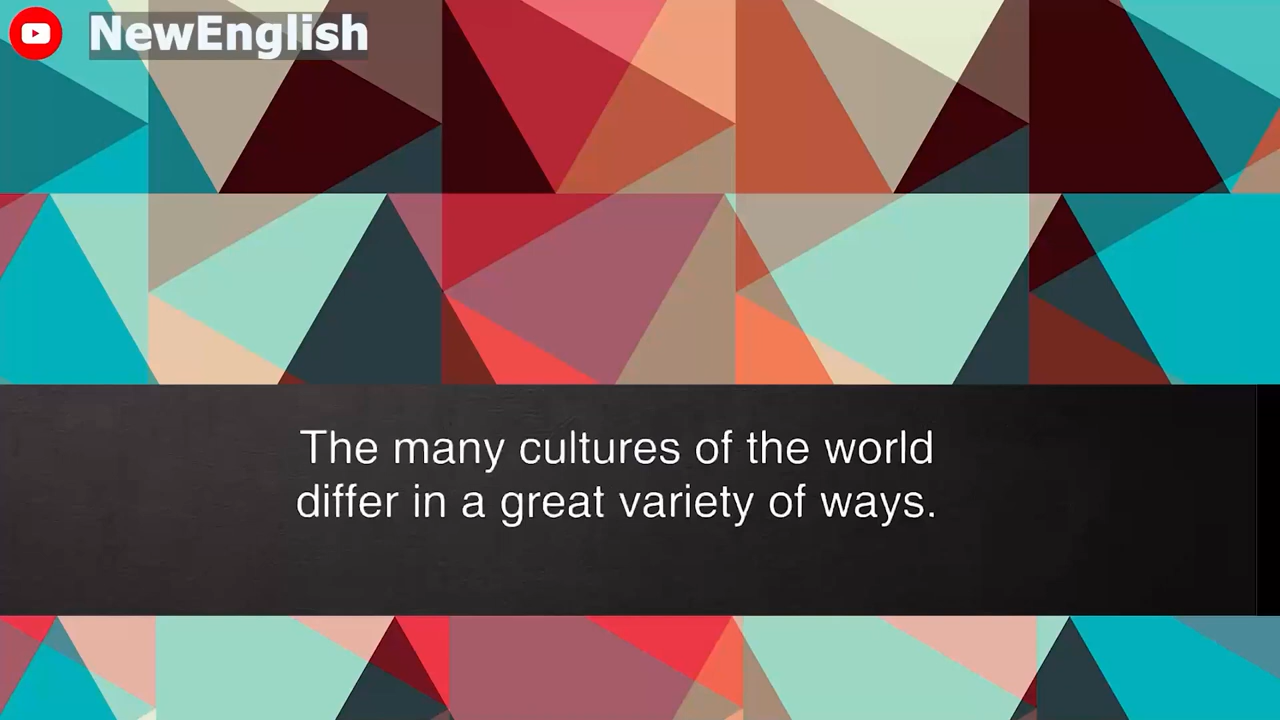 NewEnglish
The many cultures of the world
differ in a great variety of ways.